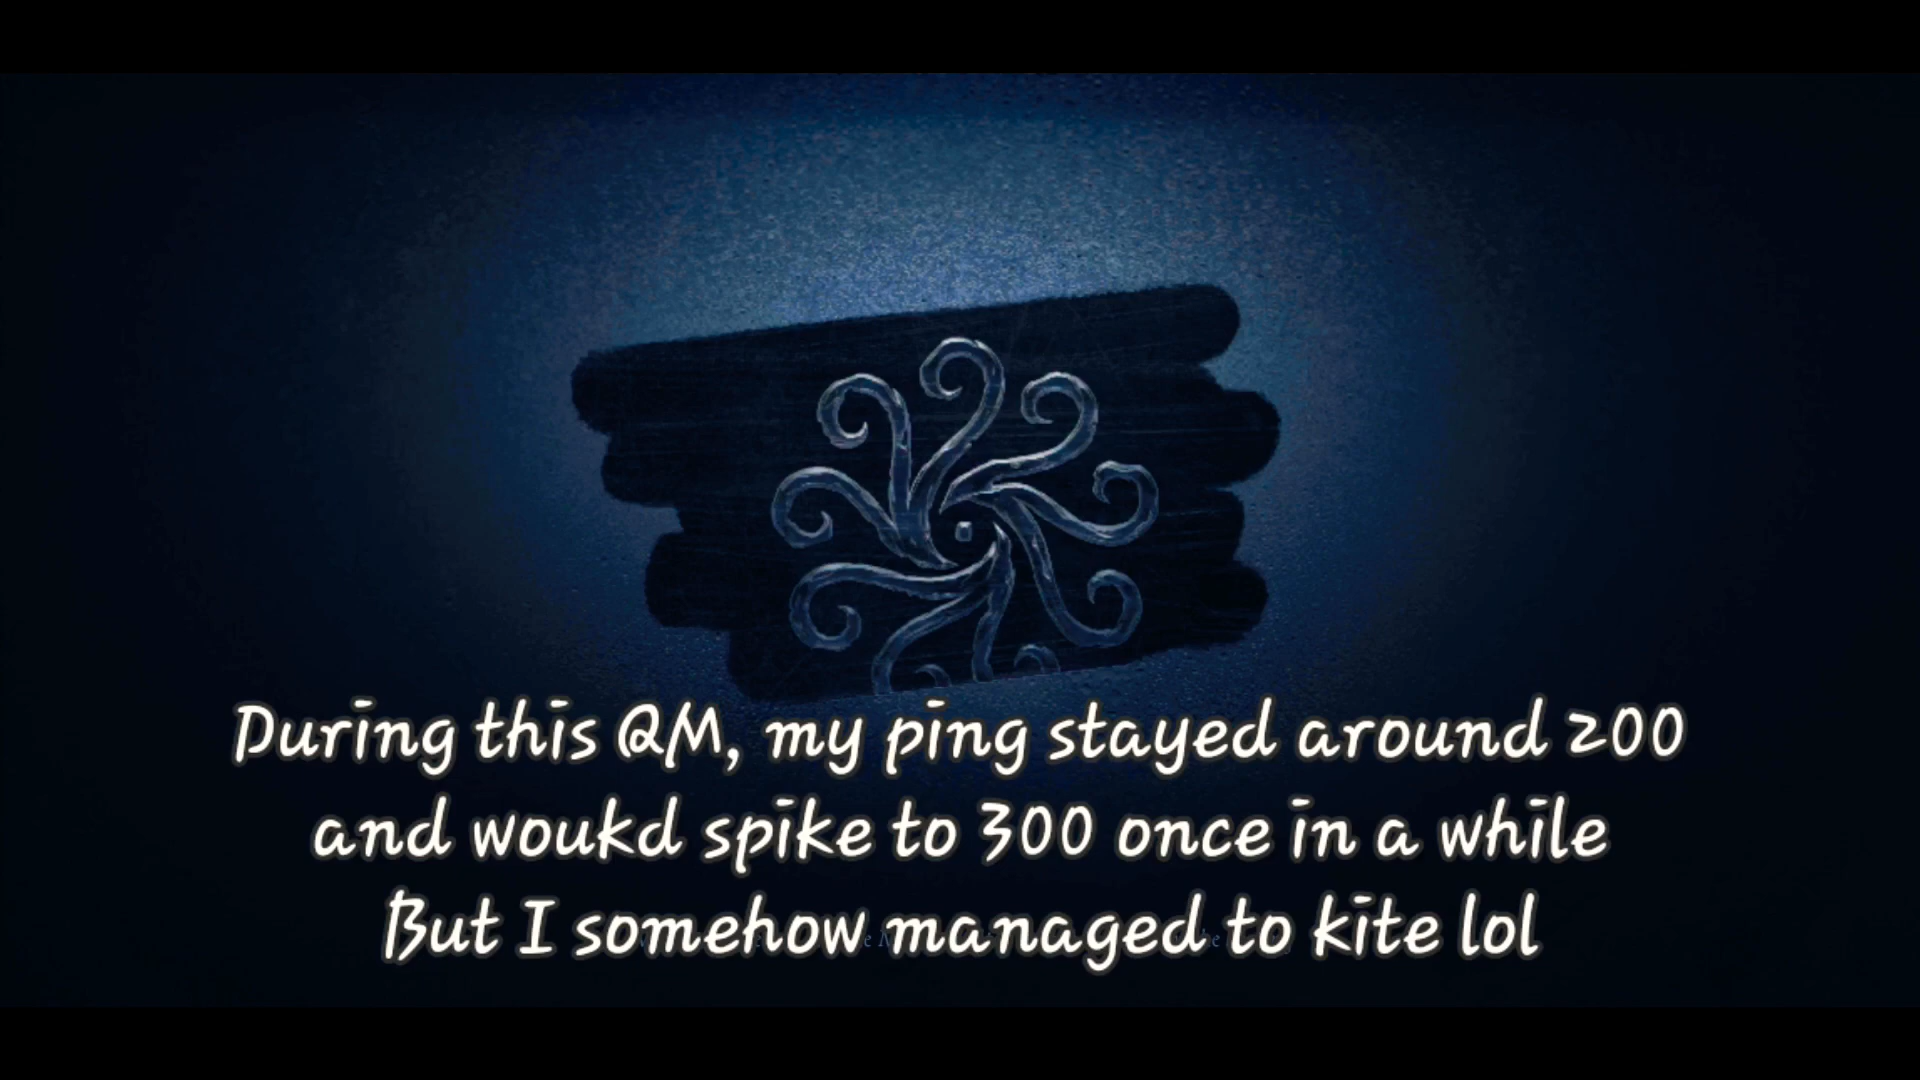 During this QM, my ping stayed around 200
and woukd spike to 300 once in a while
But I somehow managed to kite lol